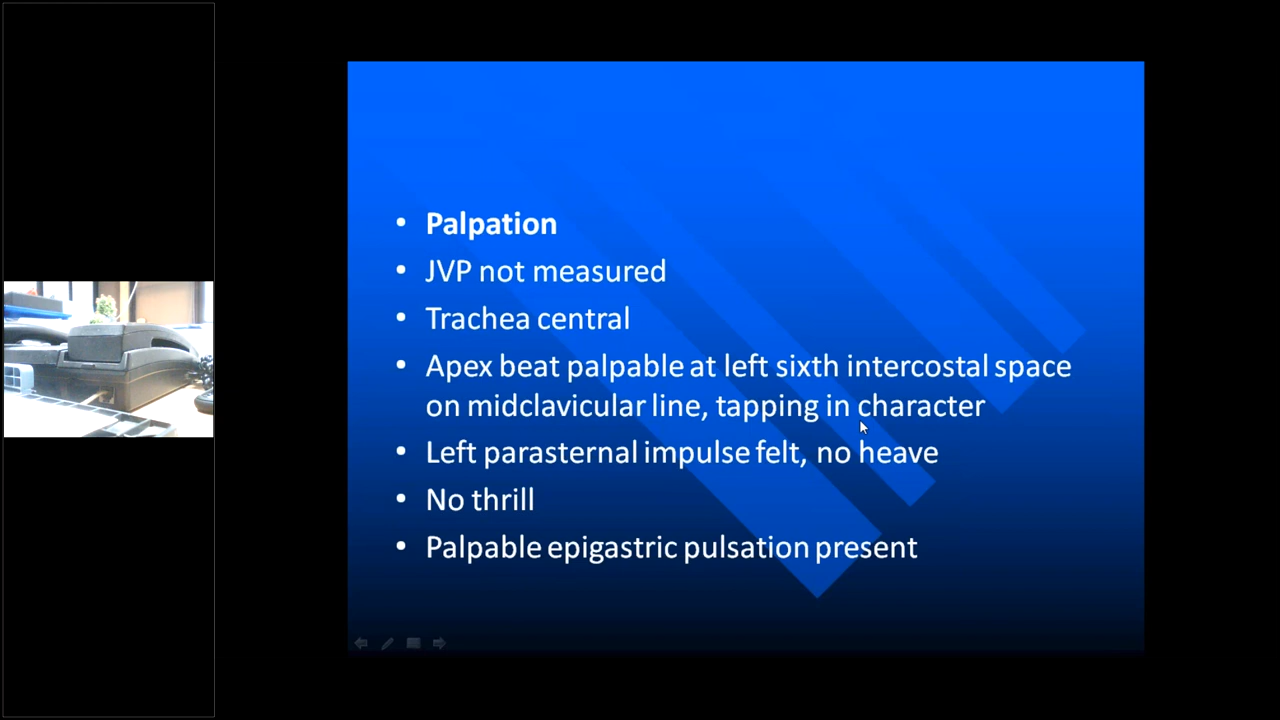 • Palpation
• JVP not measured
• Trachea central
• Apex beat palpable at left sixth intercostal space
on midclavicular line, tapping in character
• Left parasternal impulse felt, no heave
• No thrill
• Palpable epigastric pulsation present